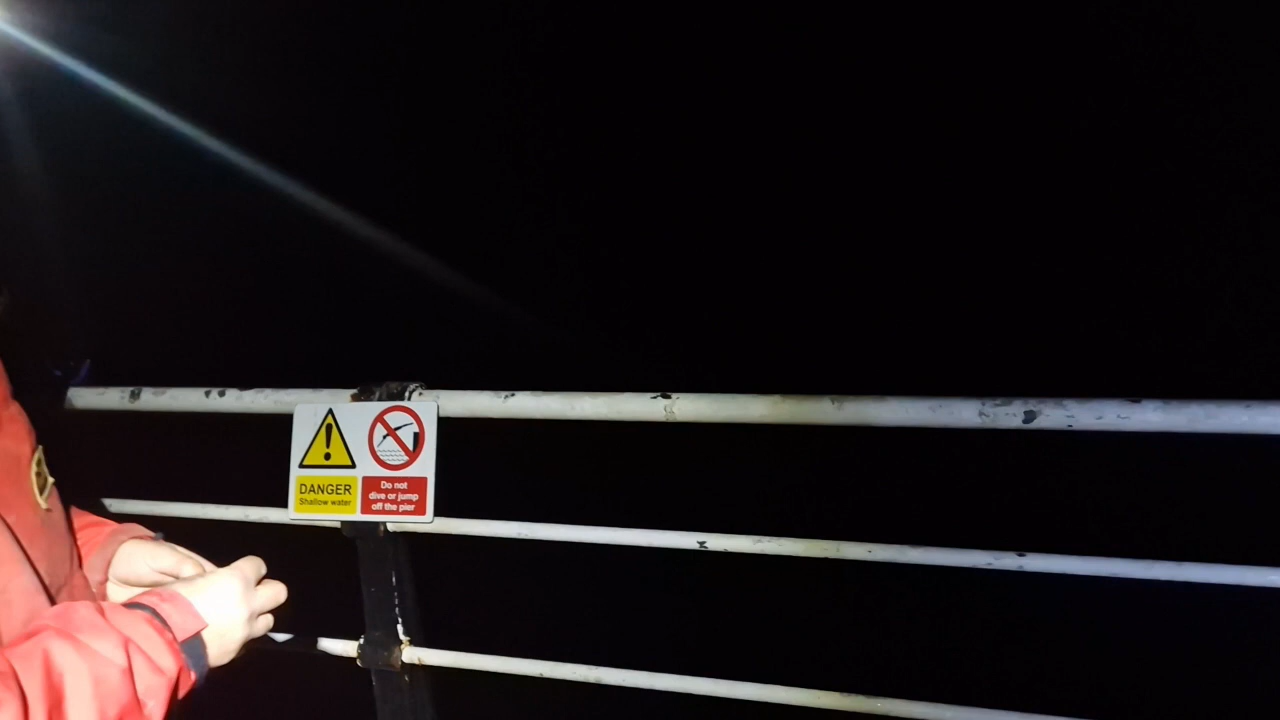 DANGER
Shallow water
Do not
dive or jump
off the pier